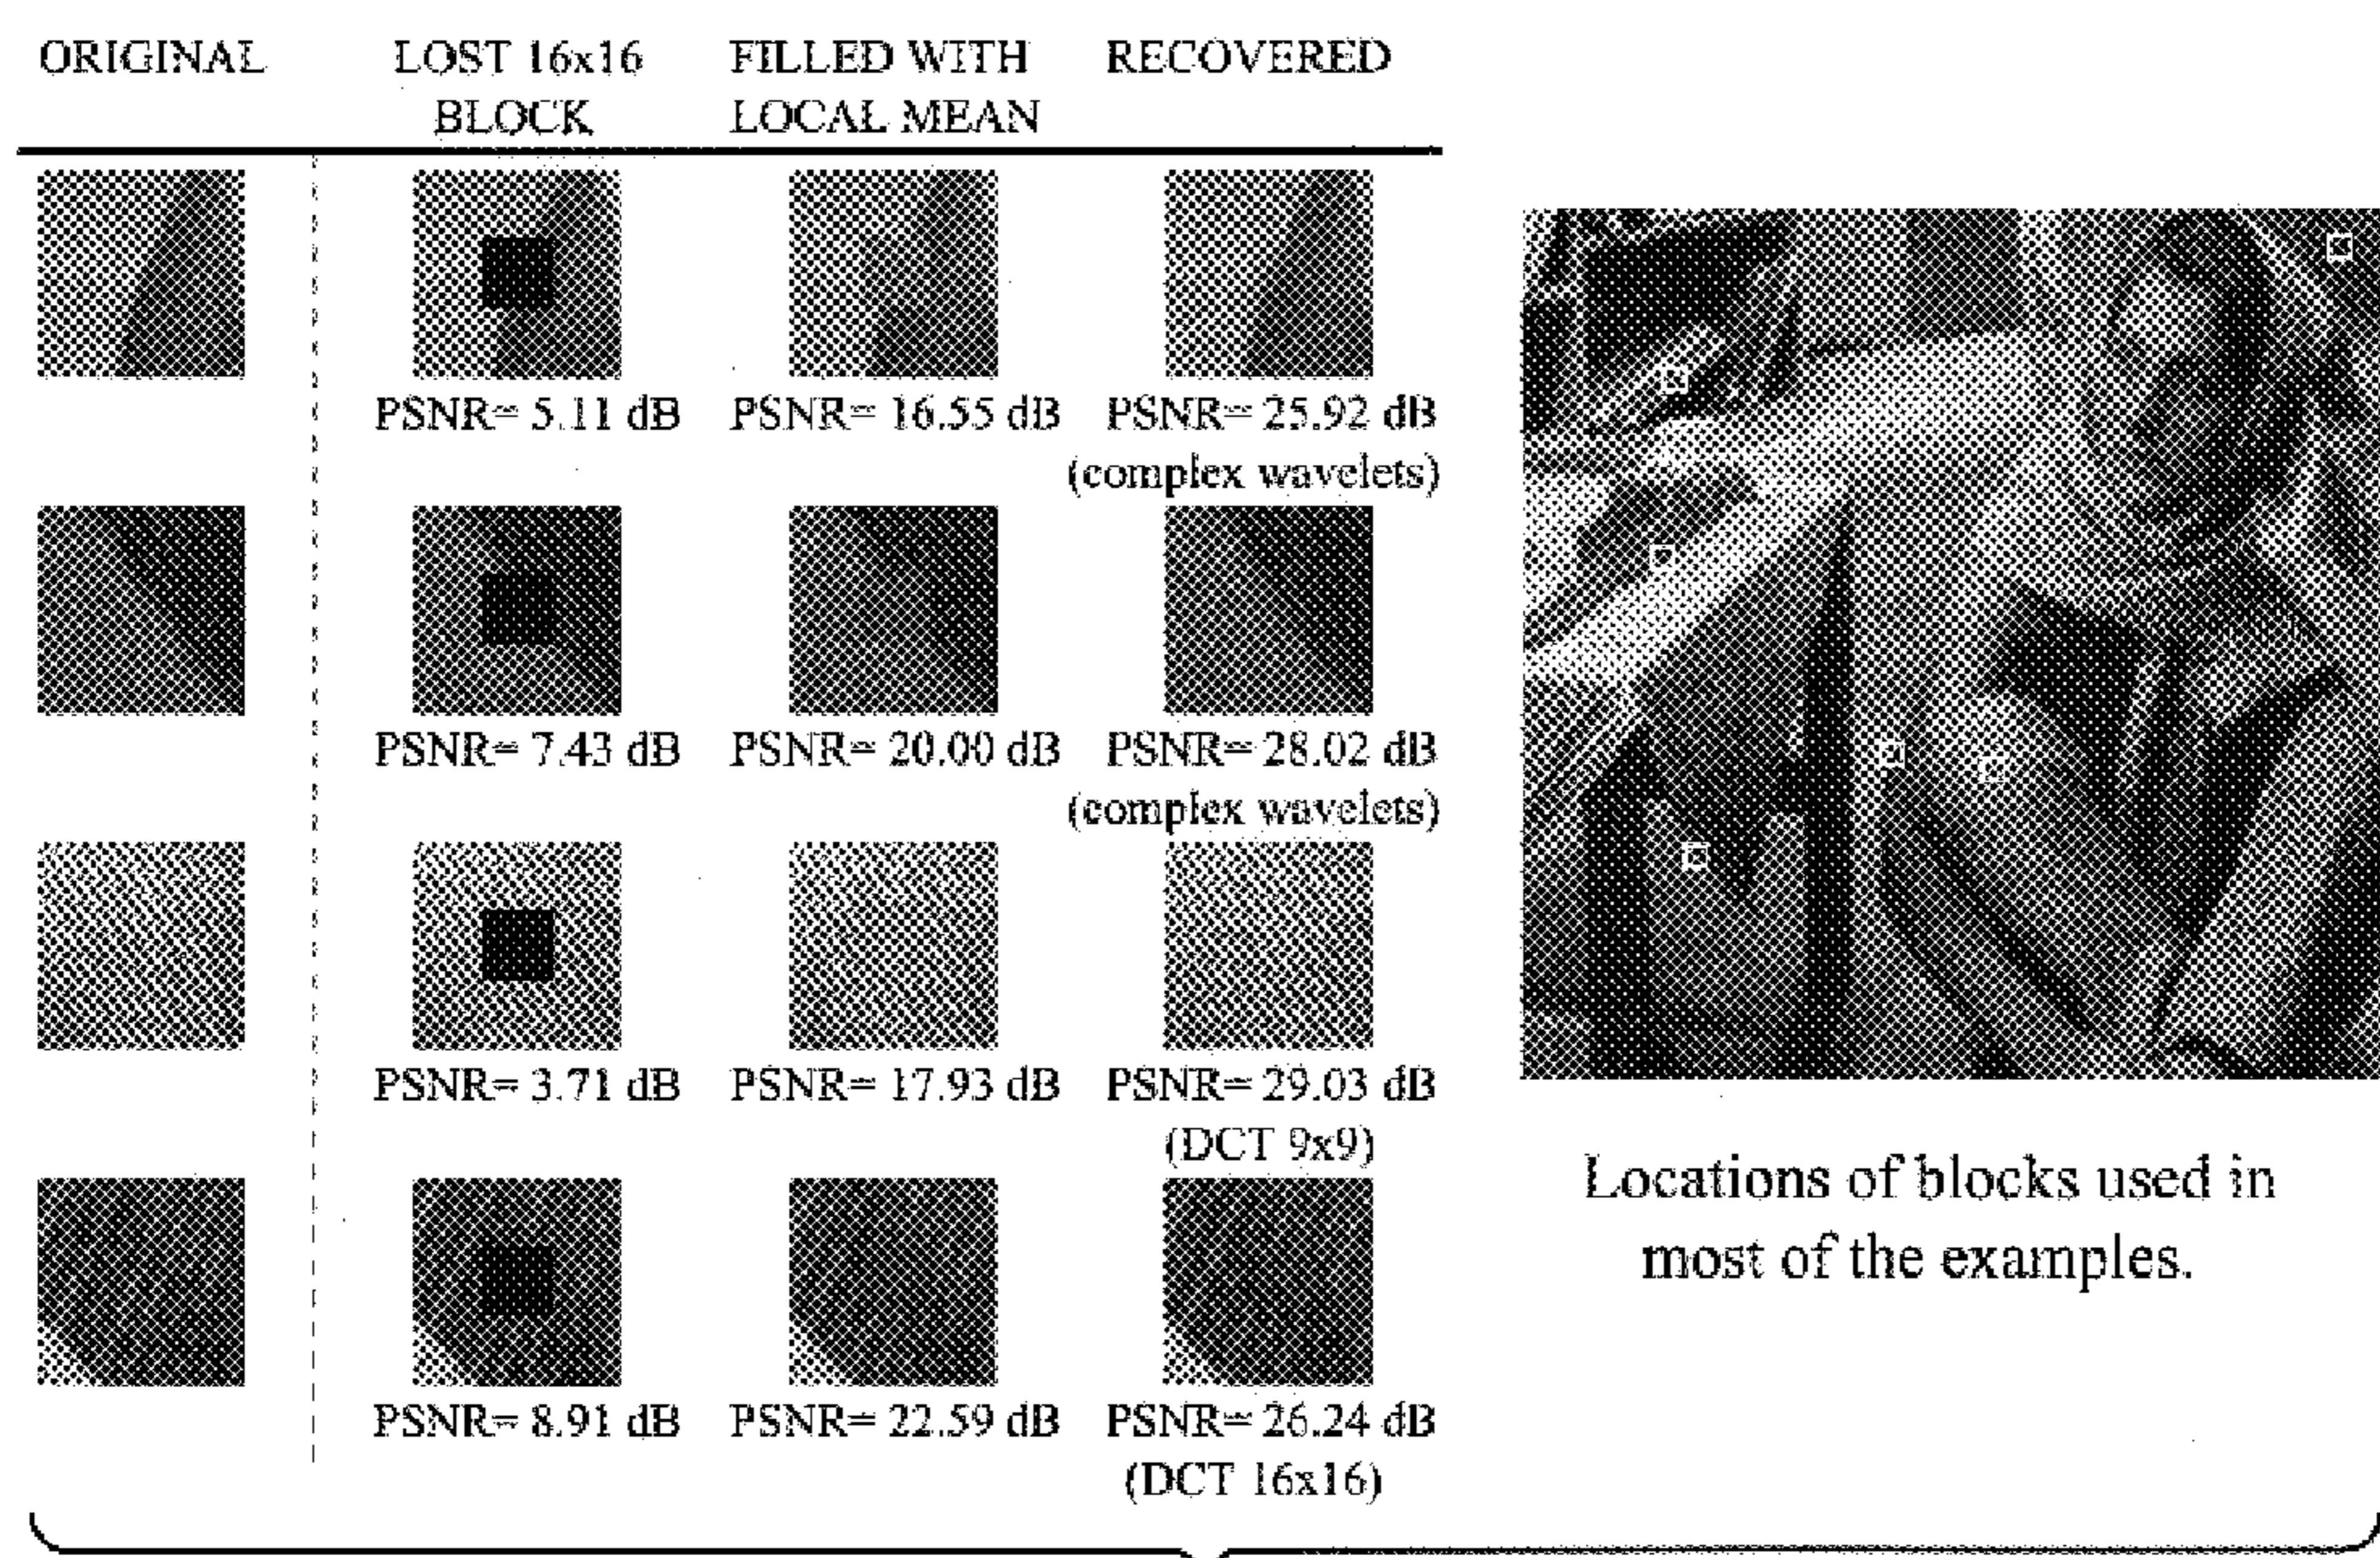 ORIGINAL LOST 16x16 FILLED WITH RECOVERED
BLOCK LOCAL MEAN
PSNR= 5.11 dB PSNR= 16.55 dB PSNR= 25.92 dB
(complex wavelets)
PSNR= 7.43 dB PSNR= 20.00 dB PSNR= 28.02 dB
(complex wavelets)
PSNR= 3.71 dB PSNR= 17.93 dB PSNR= 29.03 dB
(DCT 9x9)
PSNR= 8.91 dB PSNR= 22.59 dB PSNR= 26.24 dB
(DCT 16x16)
Locations of blocks used in
most of the examples.